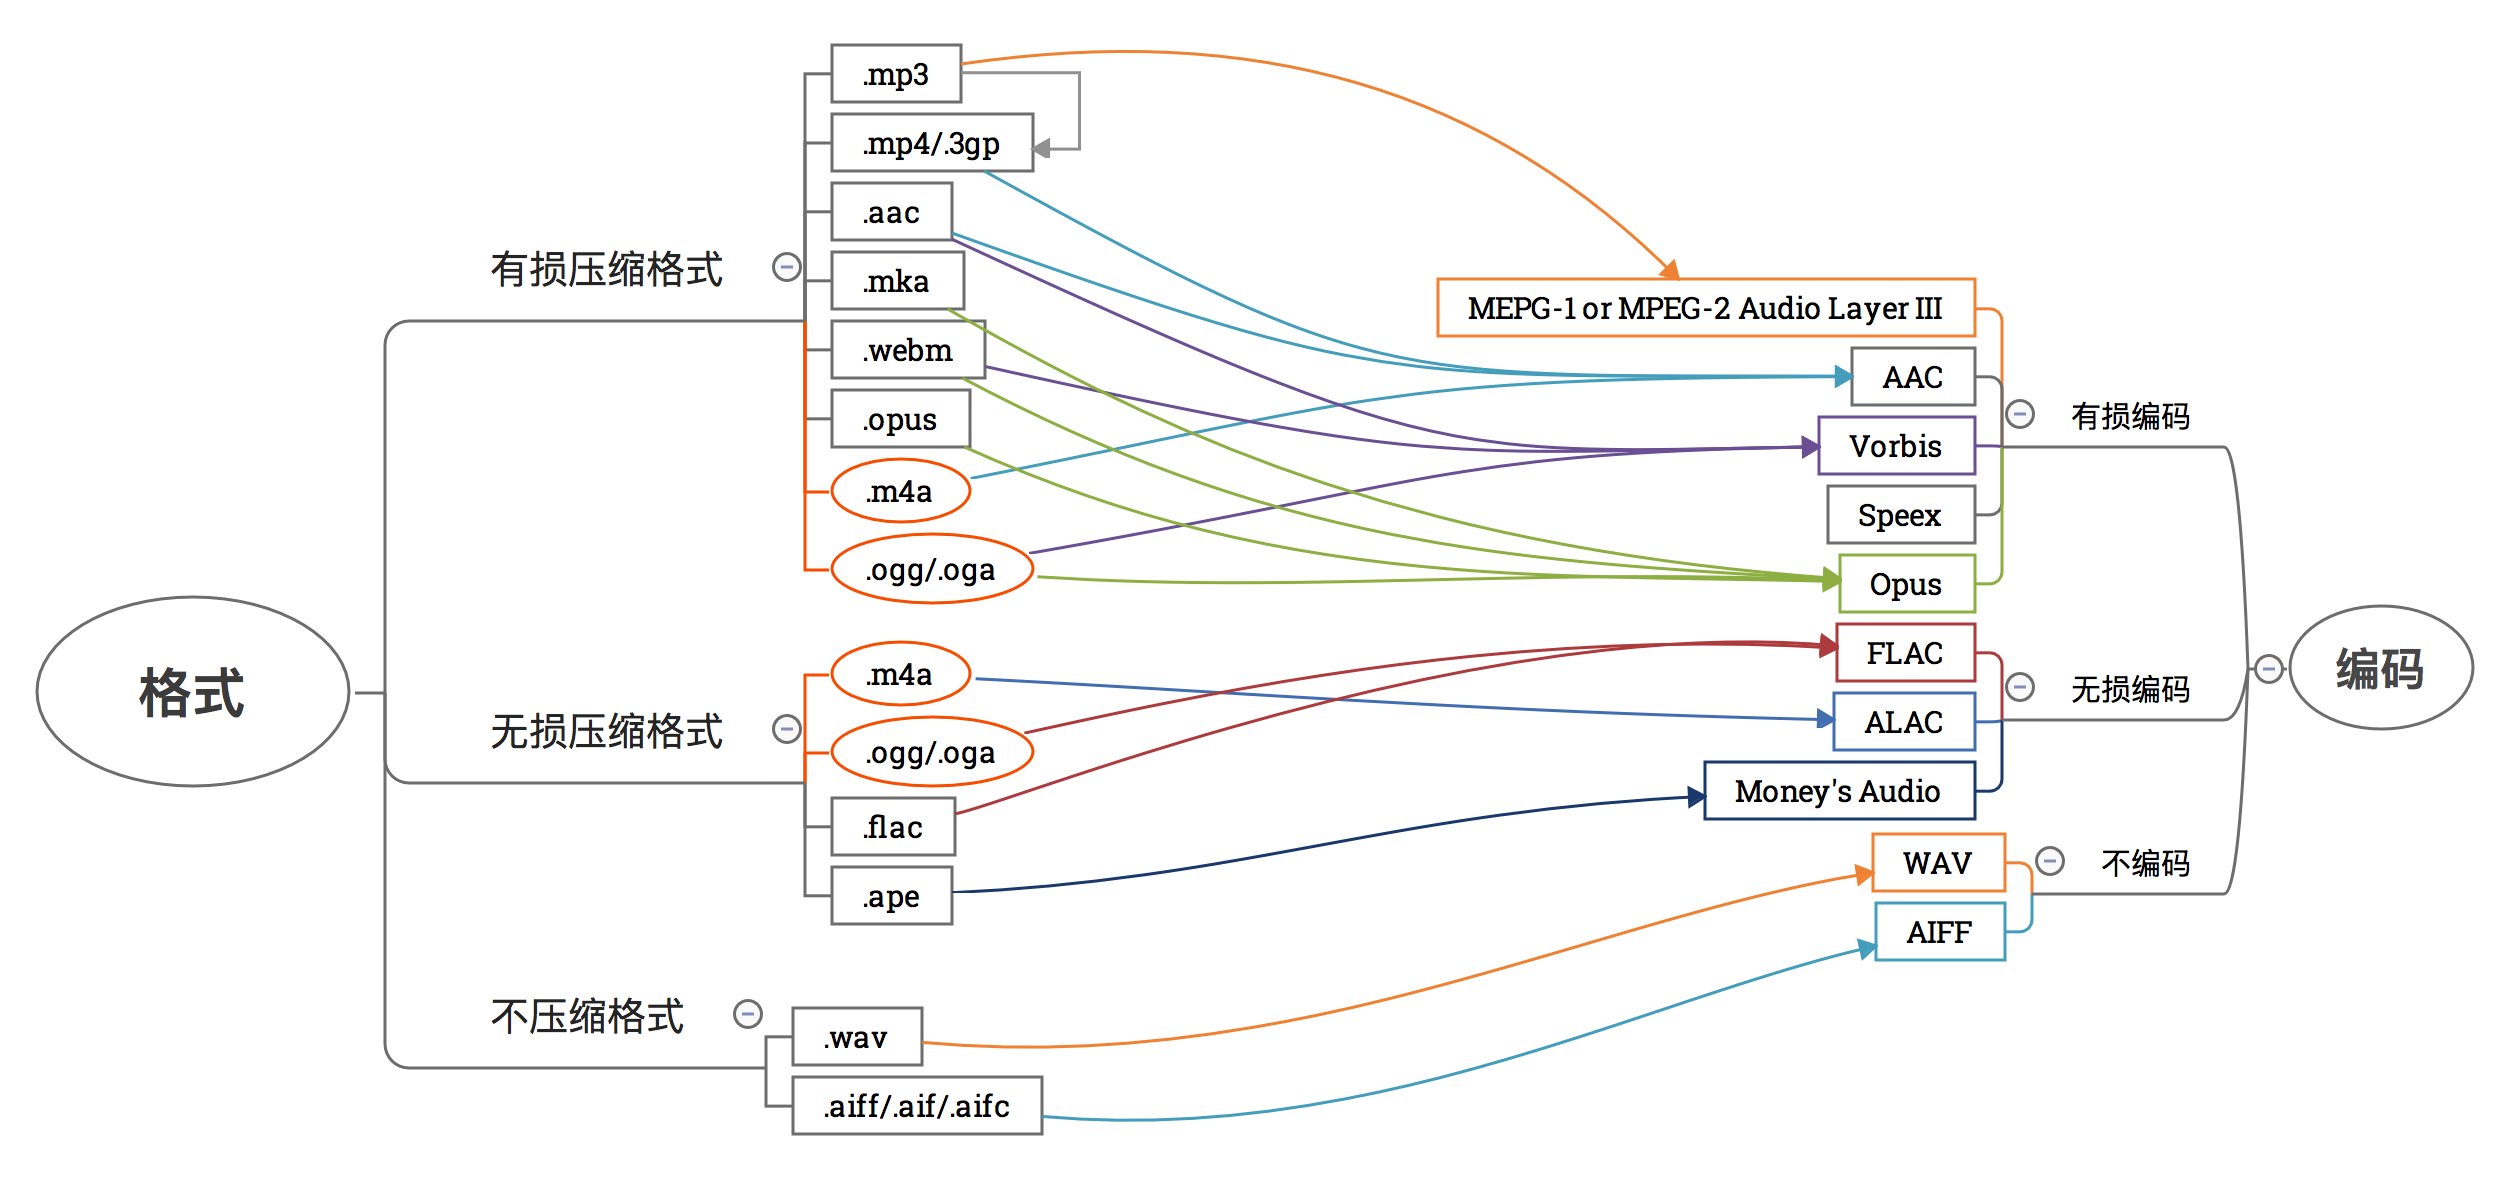 格式
有损压缩格式
.mp3
.mp4/.3gp
.aac
.mka
.webm
.opus
.m4a
.ogg/.oga
无损压缩格式
.m4a
.ogg/.oga
.flac
.ape
不压缩格式
.wav
.aiff/.aif/.aifc
MEPG-1 or MPEG-2 Audio Layer III
AAC
Vorbis
Speex
Opus
有损编码
FLAC
ALAC
Money's Audio
无损编码
WAV
AIFF
不编码
编码